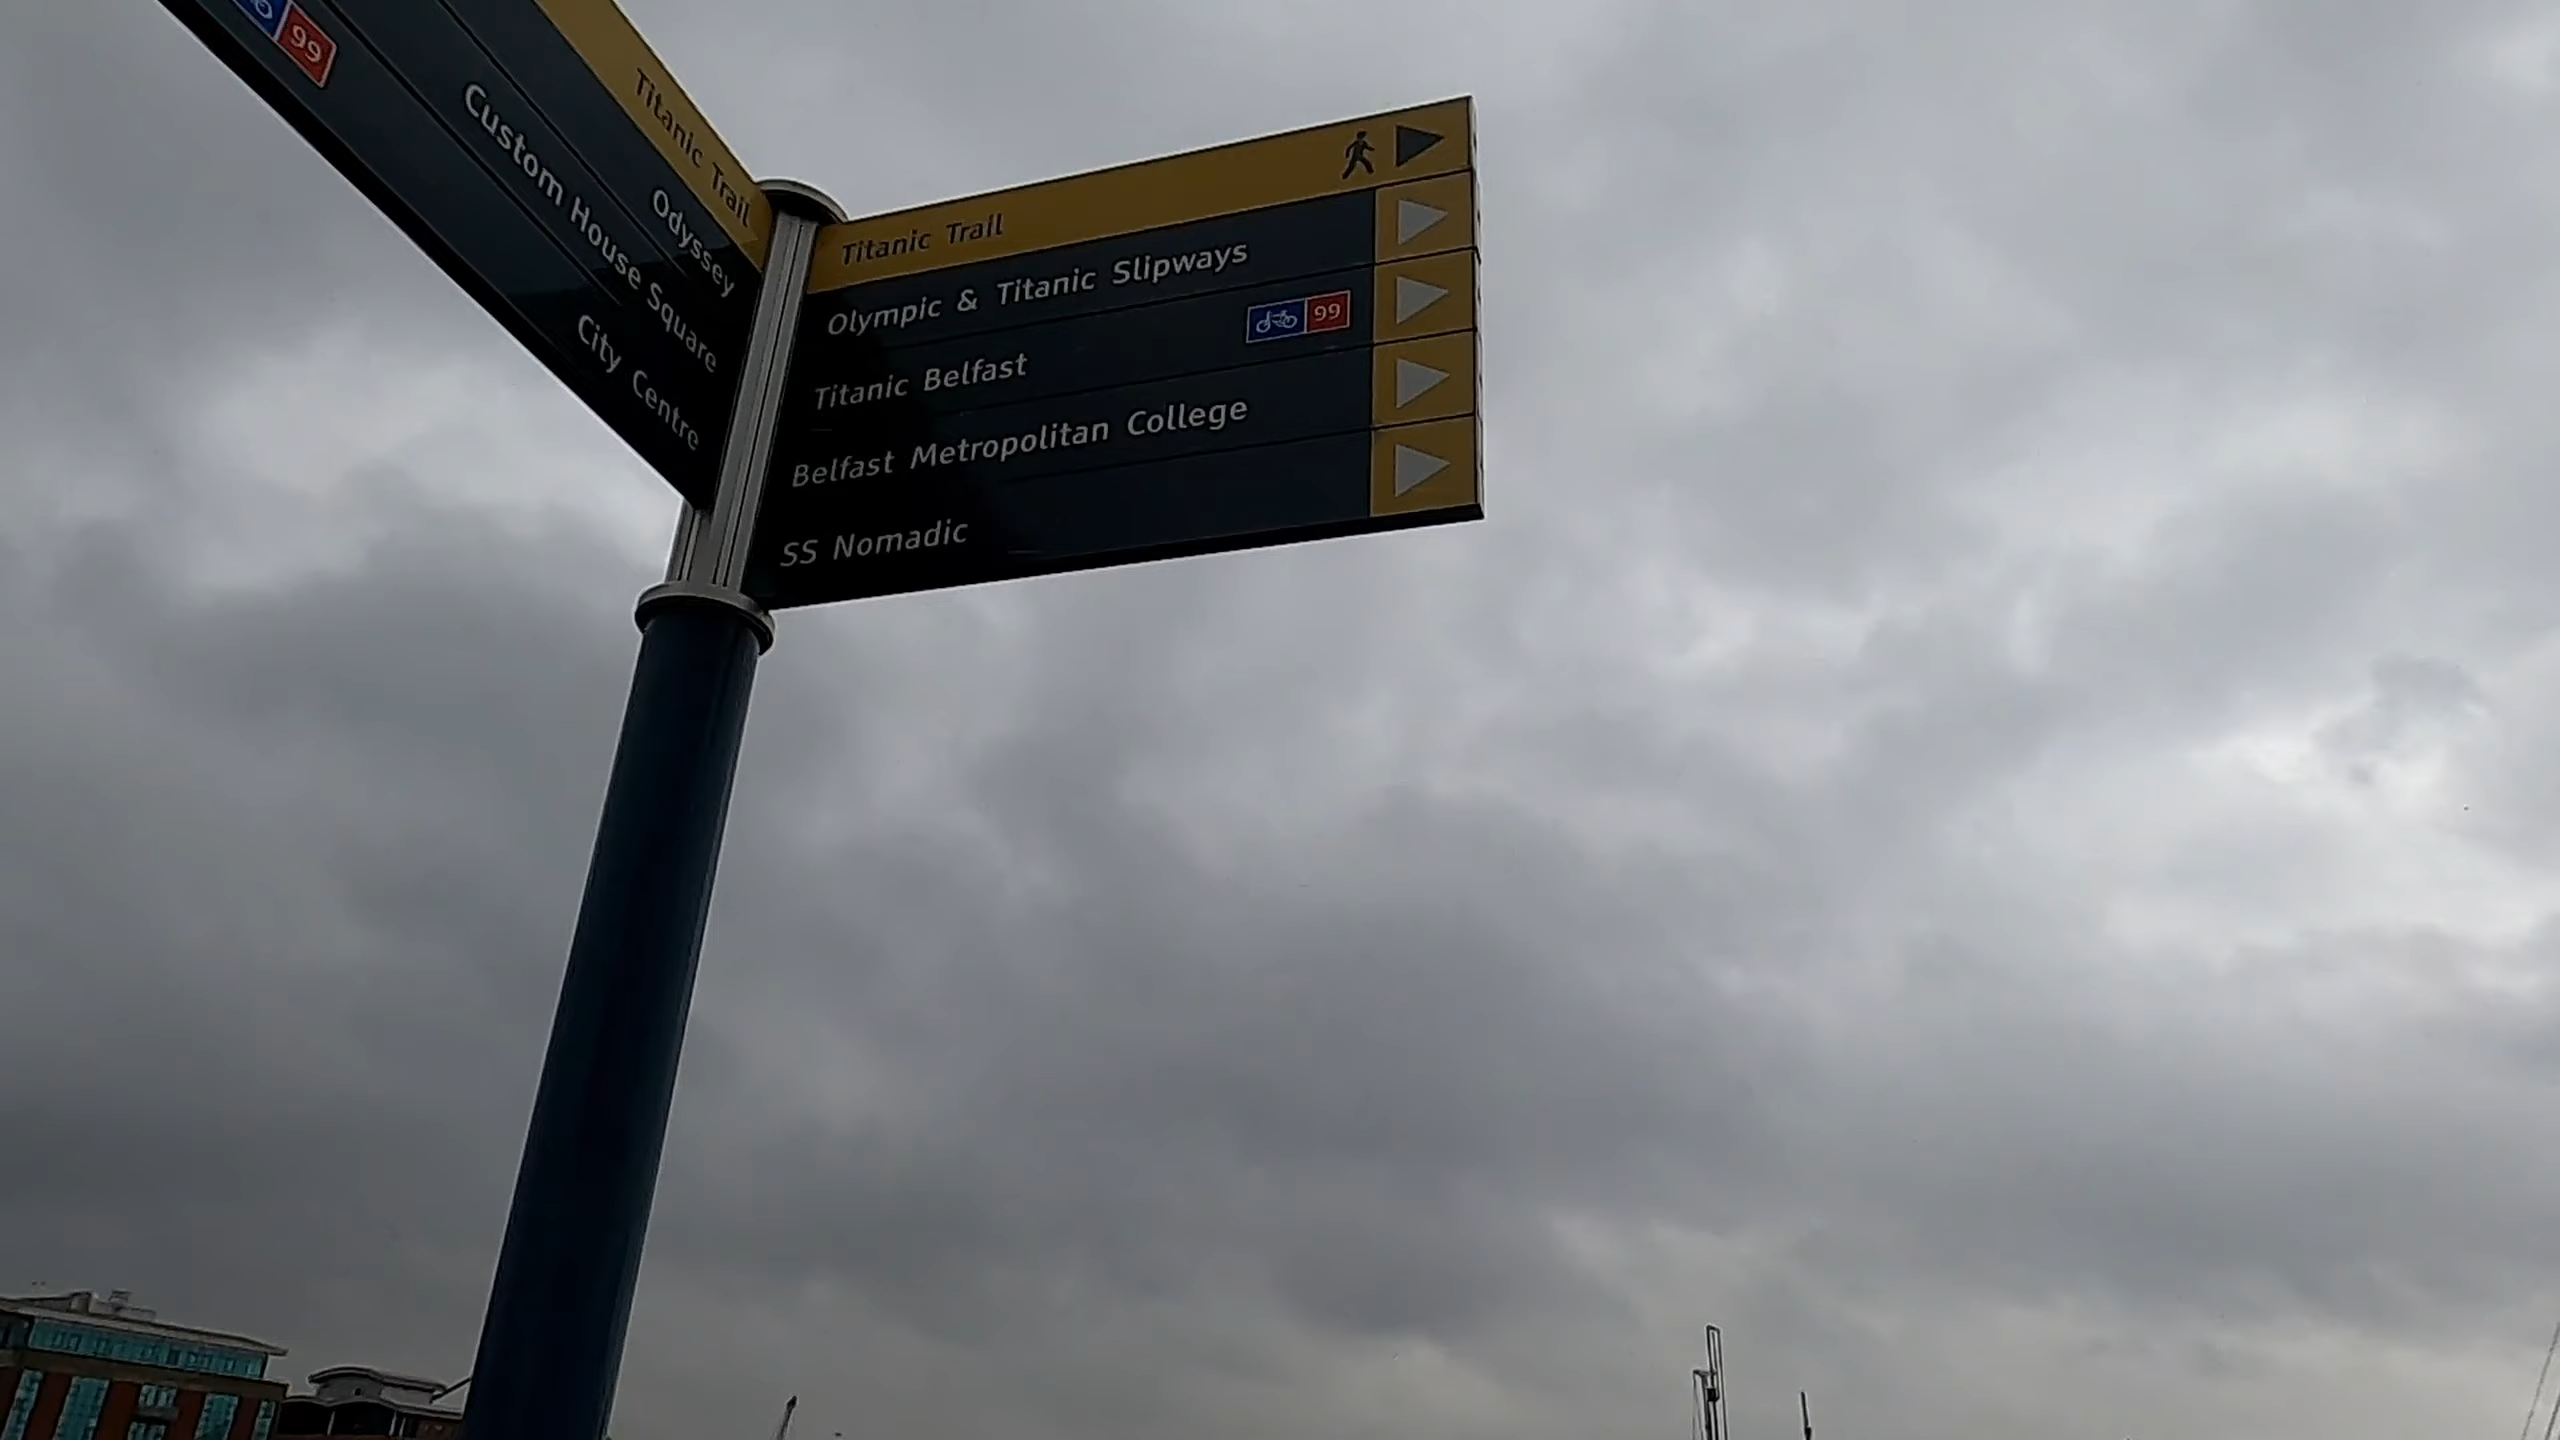 Titanic Trail
Odyssey
Custom House Square
City Centre
99
Titanic Trail
Olympic & Titanic Slipways
Titanic Belfast
99
Belfast Metropolitan College
SS Nomadic